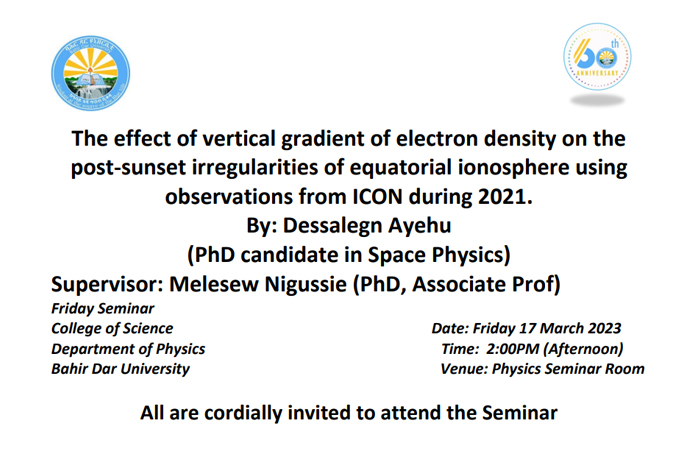 60th
ANNIVERSARY
The effect of vertical gradient of electron density on the
post-sunset irregularities of equatorial ionosphere using
observations from ICON during 2021.
By: Dessalegn Ayehu
(PhD candidate in Space Physics)
Supervisor: Melesew Nigussie (PhD, Associate Prof)
Friday Seminar
College of Science Date: Friday 17 March 2023
Department of Physics Time: 2:00PM (Afternoon)
Bahir Dar University Venue: Physics Seminar Room
All are cordially invited to attend the Seminar